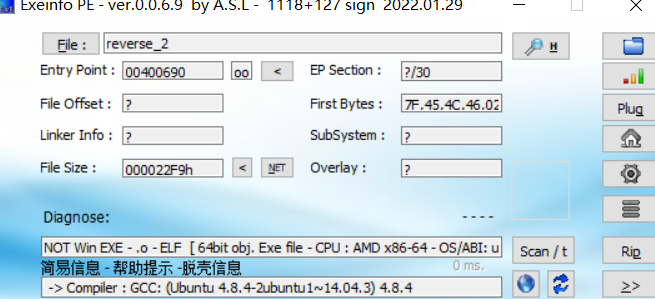 Exeinfo PE - ver.0.0.6.9 by A.S.L - 1118+127 sign 2022.01.29
File : reverse_2 H
Entry Point : 00400690 oo < EP Section : ?/30
File Offset : ? First Bytes : 7F.45.4C.46.02 Plug
Linker Info : ? SubSystem : ?
File Size : 000022F9h < NET Overlay : ?
Diagnose: ----
NOT Win EXE - .o - ELF [ 64bit obj. Exe file - CPU : AMD x86-64 - OS/ABI: u Scan / t Rip
简易信息 - 帮助提示 -脱壳信息 0 ms.
-> Compiler : GCC: (Ubuntu 4.8.4-2ubuntu1~14.04.3) 4.8.4 >>